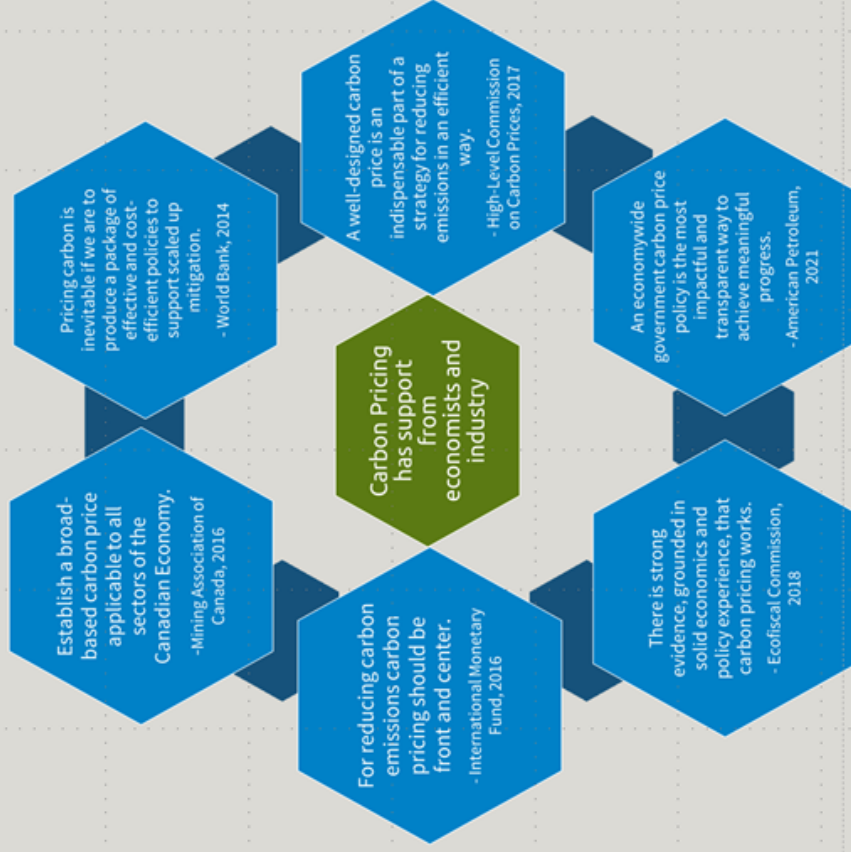 Establish a broad-
based carbon price
applicable to all
sectors of the
Canadian Economy.
-Mining Association of
Canada, 2016
Pricing carbon is
inevitable if we are to
produce a package of
effective and cost-
efficient policies to
support scaled up
mitigation.
- World Bank, 2014
For reducing carbon
emissions carbon
pricing should be
front and center.
- International Monetary
Fund, 2016
Carbon Pricing
has support
from
economists and
industry
A well-designed carbon
price is an
indispensable part of a
strategy for reducing
emissions in an efficient
way.
- High-Level Commission
on Carbon Prices, 2017
There is strong
evidence, grounded in
solid economics and
policy experience, that
carbon pricing works.
- Ecofiscal Commission,
2018
An economywide
government carbon price
policy is the most
impactful and
transparent way to
achieve meaningful
progress.
- American Petroleum,
2021